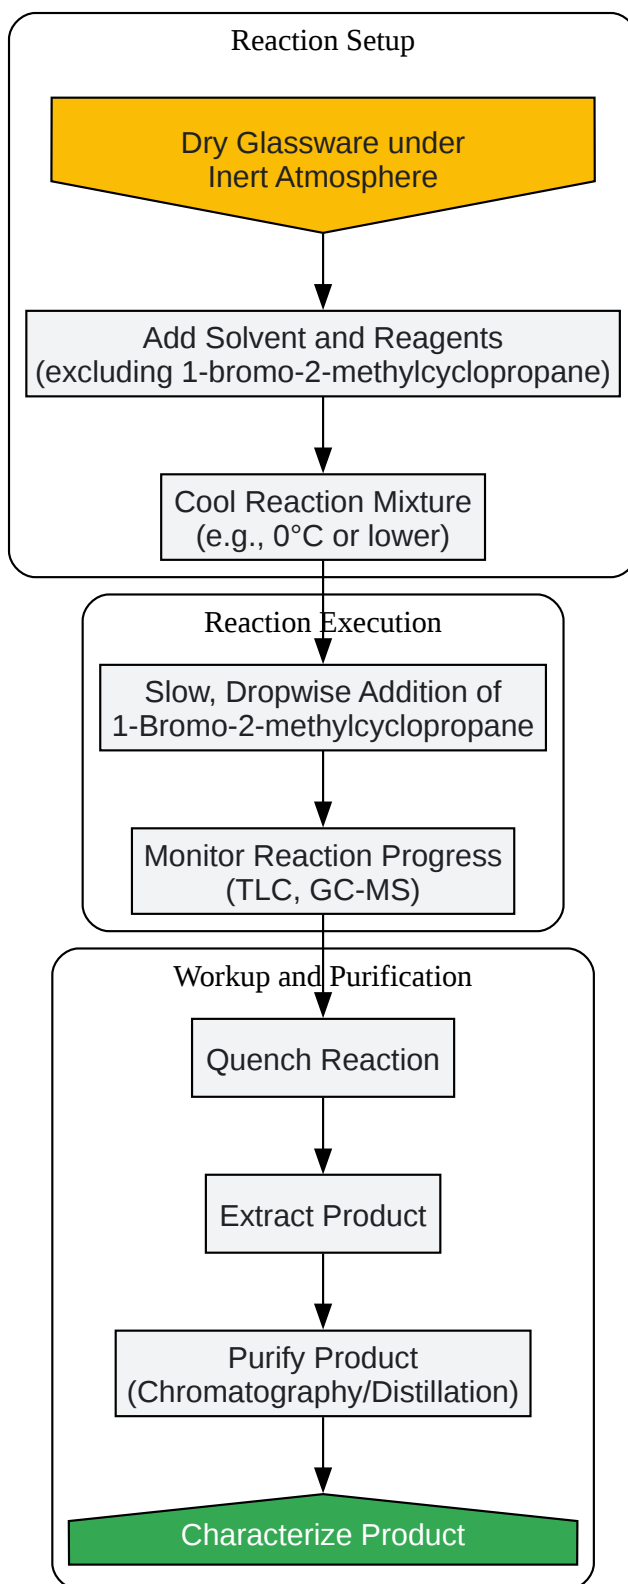 Reaction Setup
Dry Glassware under
Inert Atmosphere
Add Solvent and Reagents
(excluding 1-bromo-2-methylcyclopropane)
Cool Reaction Mixture
(e.g., 0°C or lower)
Reaction Execution
Slow, Dropwise Addition of
1-Bromo-2-methylcyclopropane
Monitor Reaction Progress
(TLC, GC-MS)
Workup and Purification
Quench Reaction
Extract Product
Purify Product
(Chromatography/Distillation)
Characterize Product